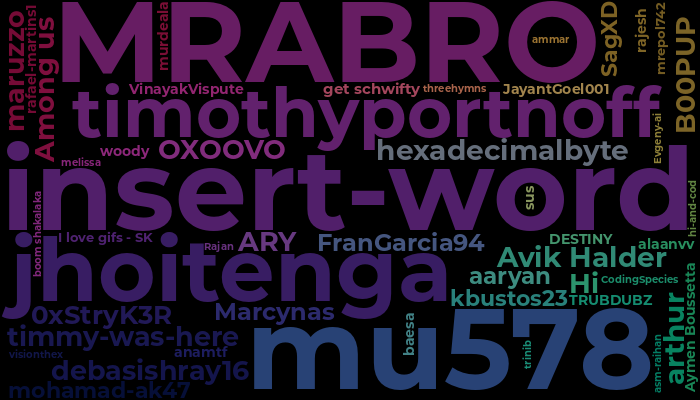 MRABRO
ammar
maruzzo
rafael-martins1
Among us
murdeala
SagXD
rajesh
mrepol742
B00PUP
VinayakVispute
get schwifty
threehymns
JayantGoel001
timothyportnoff
woody
OXOOVO
hexadecimalbyte
Evgeny-ai
melissa
insert-word
sus
hi-and-cod
boom shakalaka
I love gifs - SK
Rajan
ARY
FranGarcia94
DESTINY
alaanvv
jhoitenga
Avik Halder
aaryan
Hi
CodingSpecies
kbustos23
TRUBDUBZ
0xStryK3R
Marcynas
mu578
baesa
trinib
arthur
Aymen Boussetta
asm-raihan
timmy-was-here
visionthex
anamtf
debasishray16
mohamad-ak47